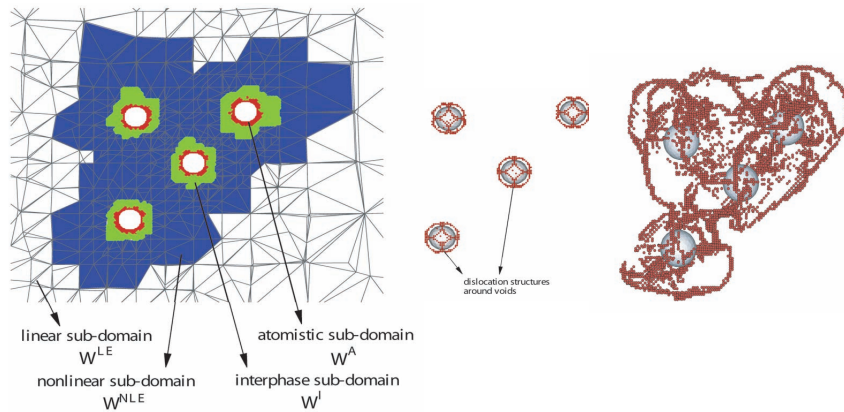 linear sub-domain
W^LE
atomistic sub-domain
W^A
nonlinear sub-domain
W^NLE
interphase sub-domain
W^I
dislocation structures
around voids